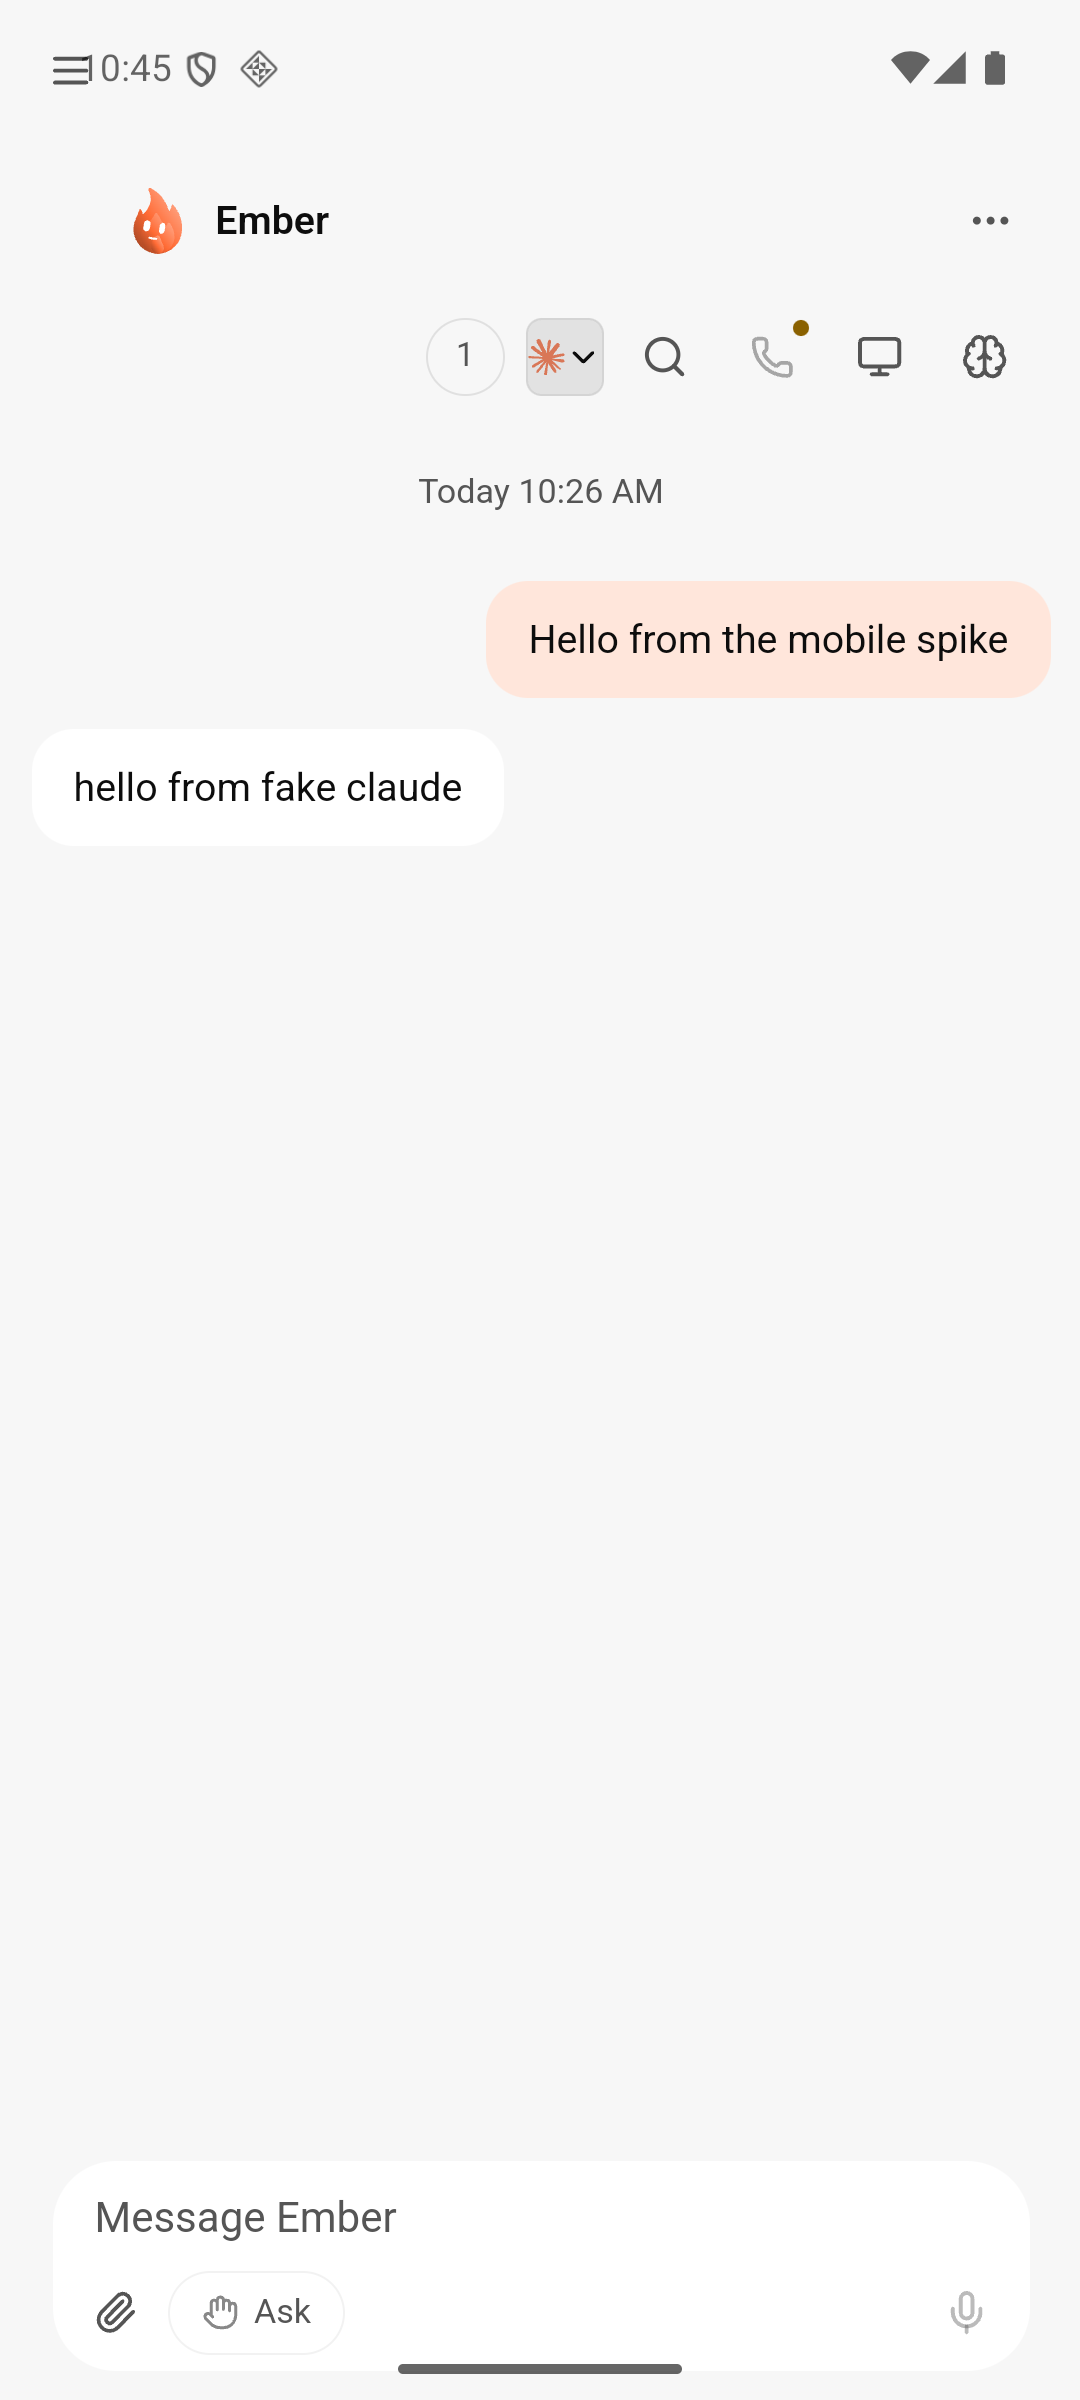 10:45
Ember
1
Today 10:26 AM
Hello from the mobile spike
hello from fake claude
Message Ember
Ask